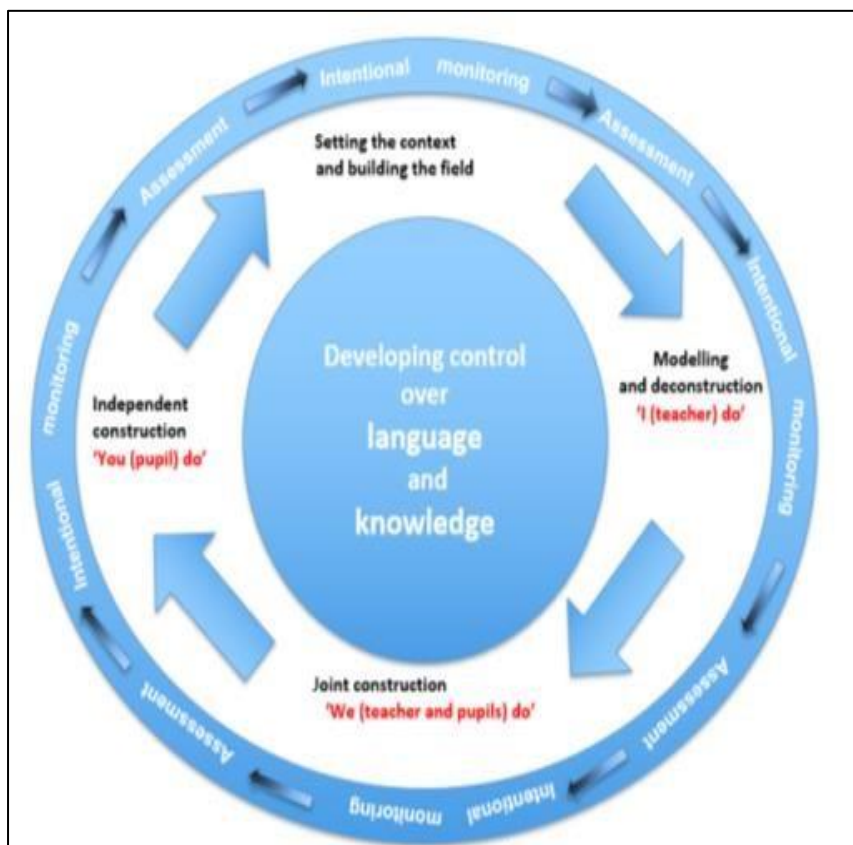 Intentional monitoring
Assessment
Intentional monitoring
Assessment
Intentional monitoring
Assessment
Intentional monitoring
Assessment
Setting the context
and building the field
Modelling
and deconstruction
'I (teacher) do'
Joint construction
'We (teacher and pupils) do'
Independent
construction
'You (pupil) do'
Developing control
over
language
and
knowledge